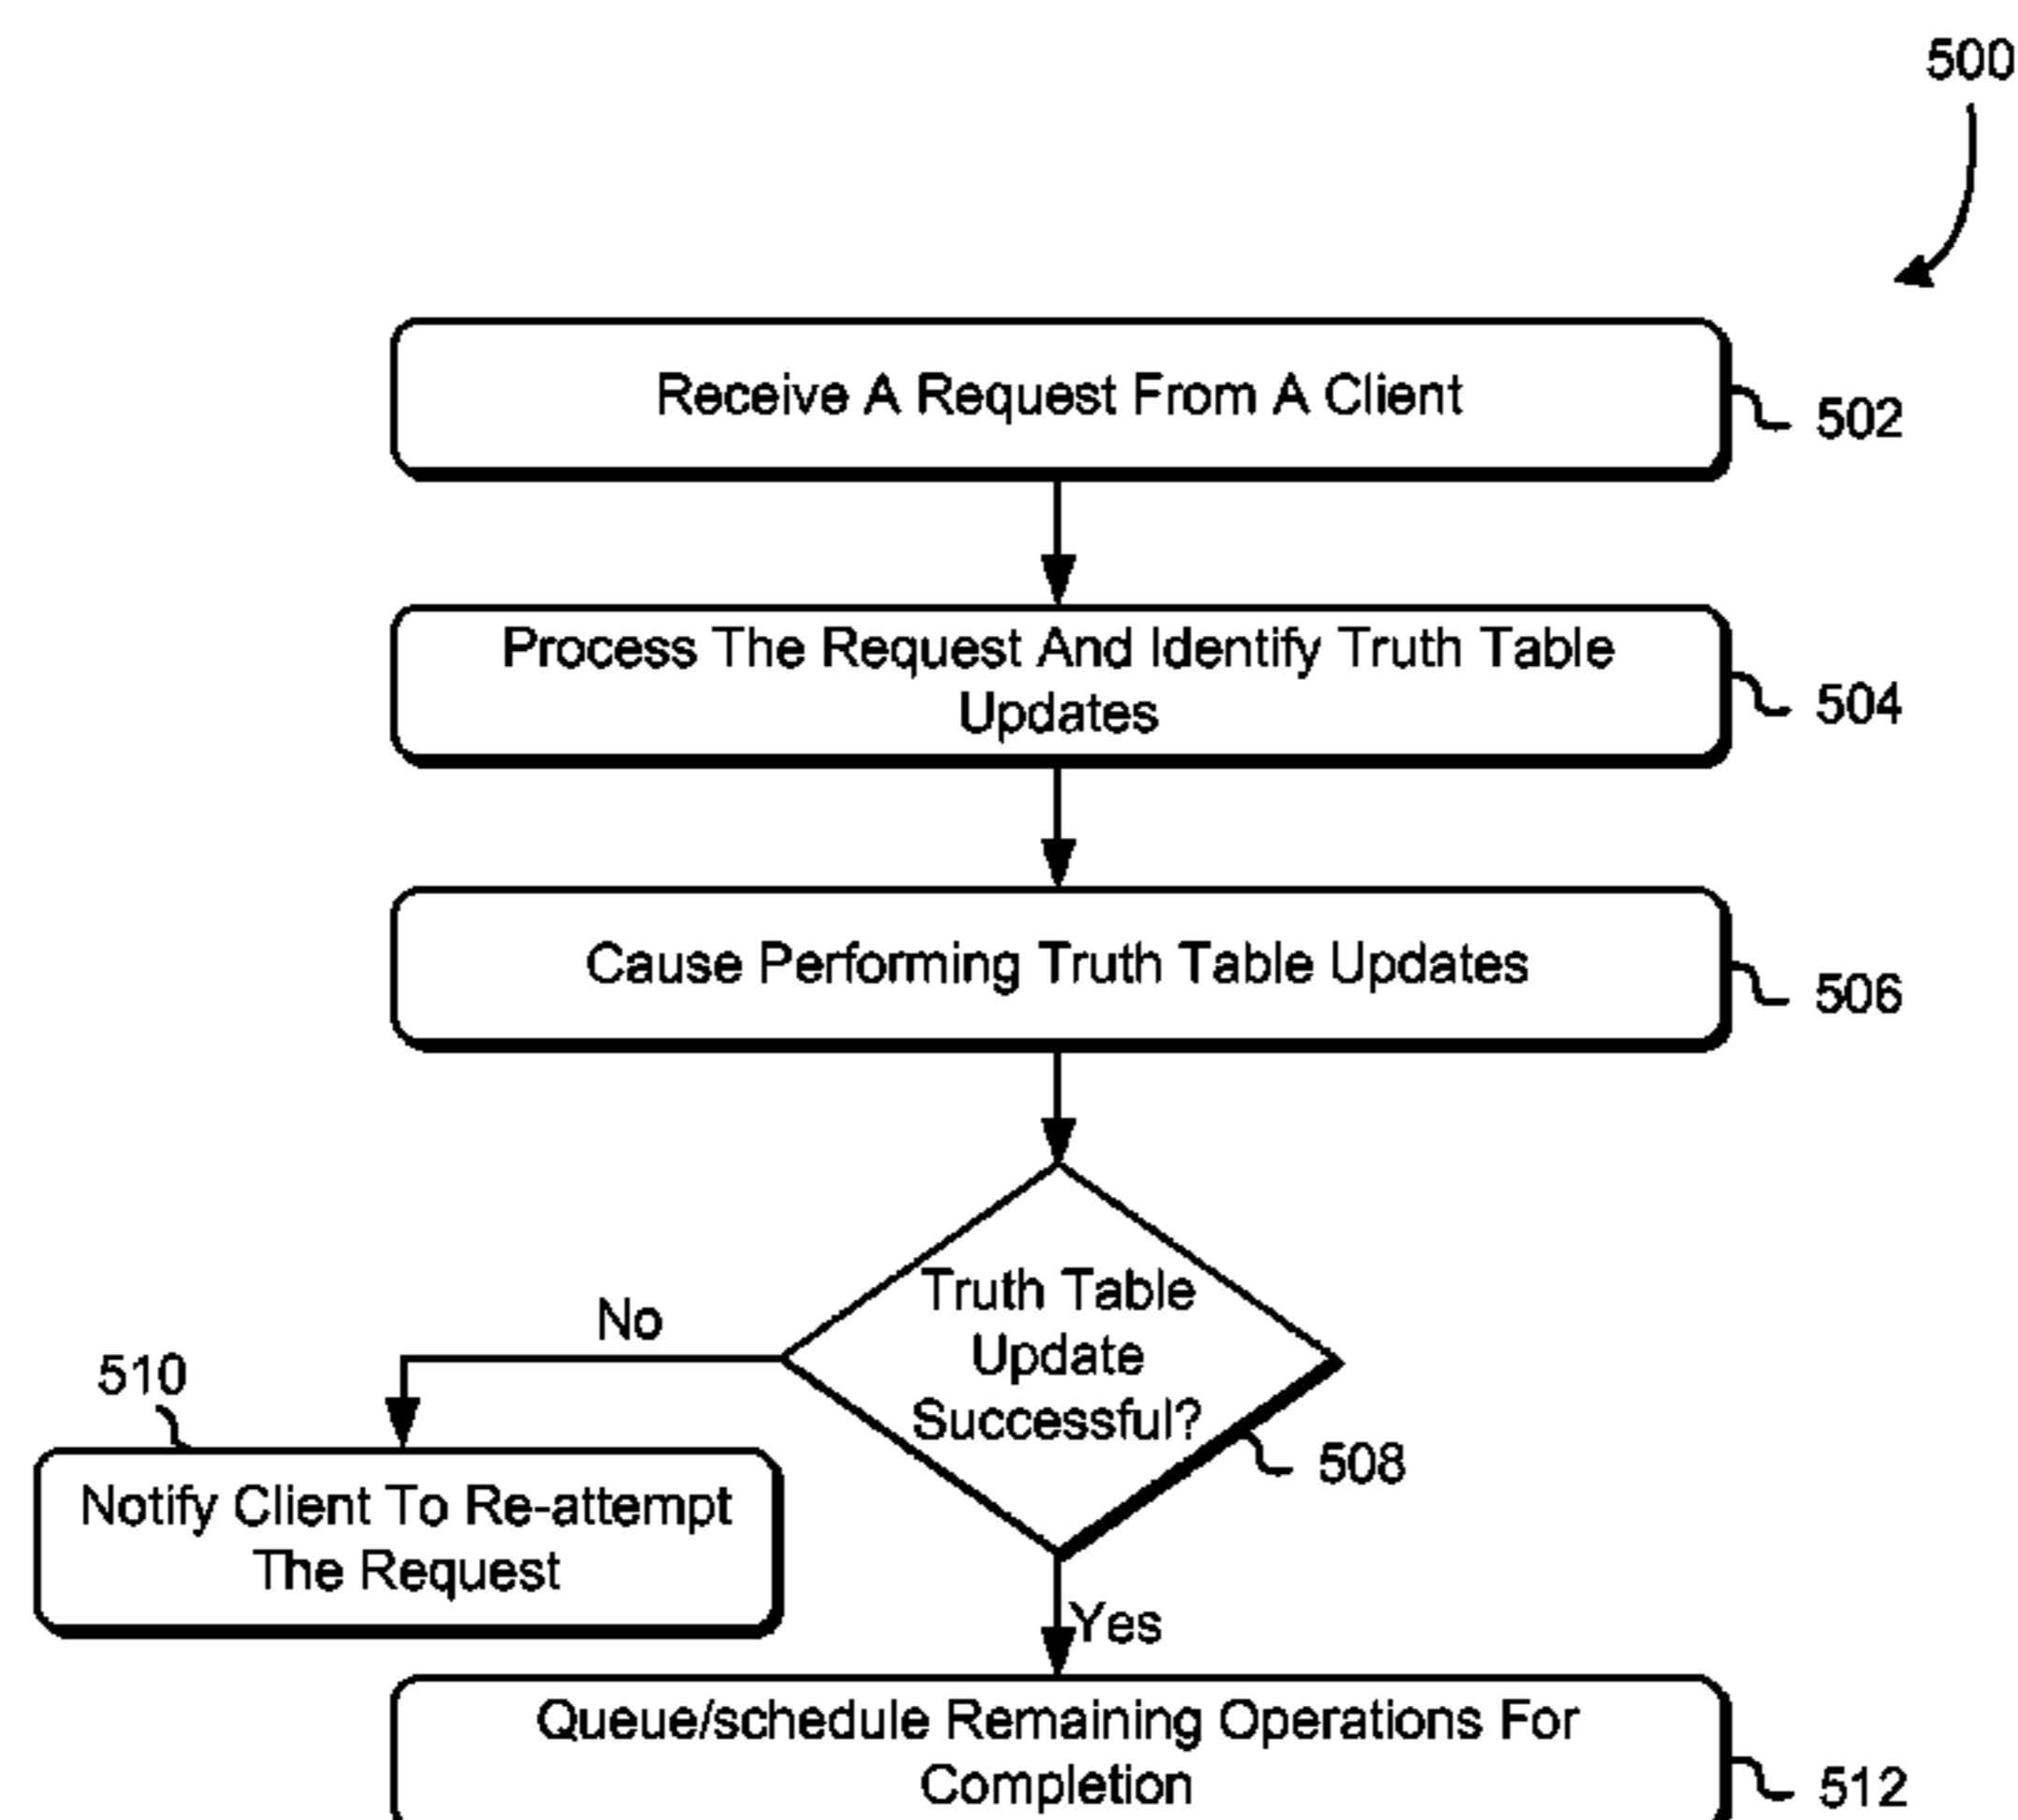 500
Receive A Request From A Client
502
Process The Request And Identify Truth Table
Updates
504
Cause Performing Truth Table Updates
506
Truth Table
Update
Successful?
508
No
510
Notify Client To Re-attempt
The Request
Yes
Queue/schedule Remaining Operations For
Completion
512